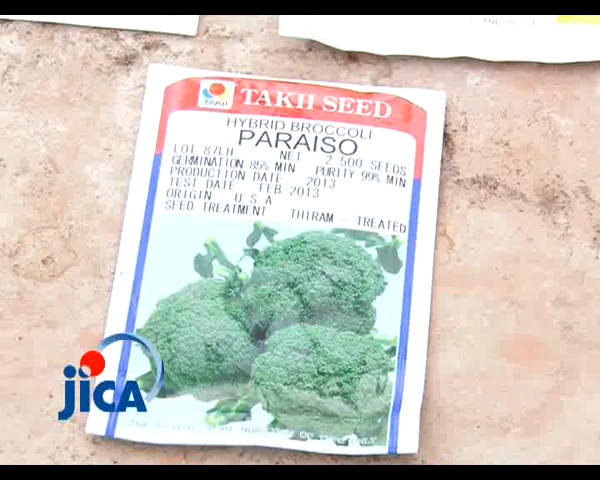 TAKII
TAKII SEED
HYBRID BROCCOLI
PARAISO
LOT 87LH NET 2 500 SEEDS
GERMINATION 85% MIN PURITY 99% MIN
PRODUCTION DATE 2013
TEST DATE FEB 2013
ORIGIN U S A
SEED TREATMENT THIRAM - TREATED
JICA